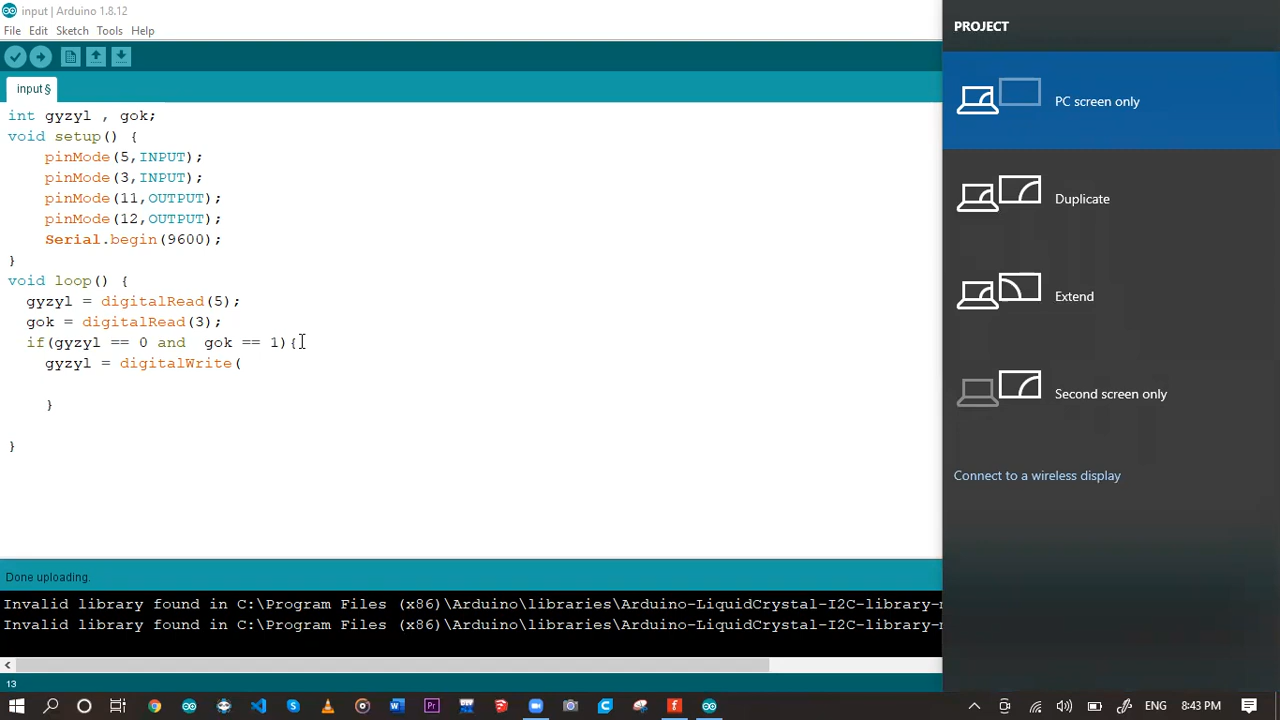 input | Arduino 1.8.12
File Edit Sketch Tools Help
input §
int gyzyl , gok;
void setup() {
pinMode(5,INPUT);
pinMode(3,INPUT);
pinMode(11,OUTPUT);
pinMode(12,OUTPUT);
Serial.begin(9600);
}
void loop() {
gyzyl = digitalRead(5);
gok = digitalRead(3);
if(gyzyl == 0 and  gok == 1){
gyzyl = digitalWrite(
}
}
Done uploading.
Invalid library found in C:\Program Files (x86)\Arduino\libraries\Arduino-LiquidCrystal-I2C-library-
Invalid library found in C:\Program Files (x86)\Arduino\libraries\Arduino-LiquidCrystal-I2C-library-
13
PROJECT
PC screen only
Duplicate
Extend
Second screen only
Connect to a wireless display
ENG 8:43 PM